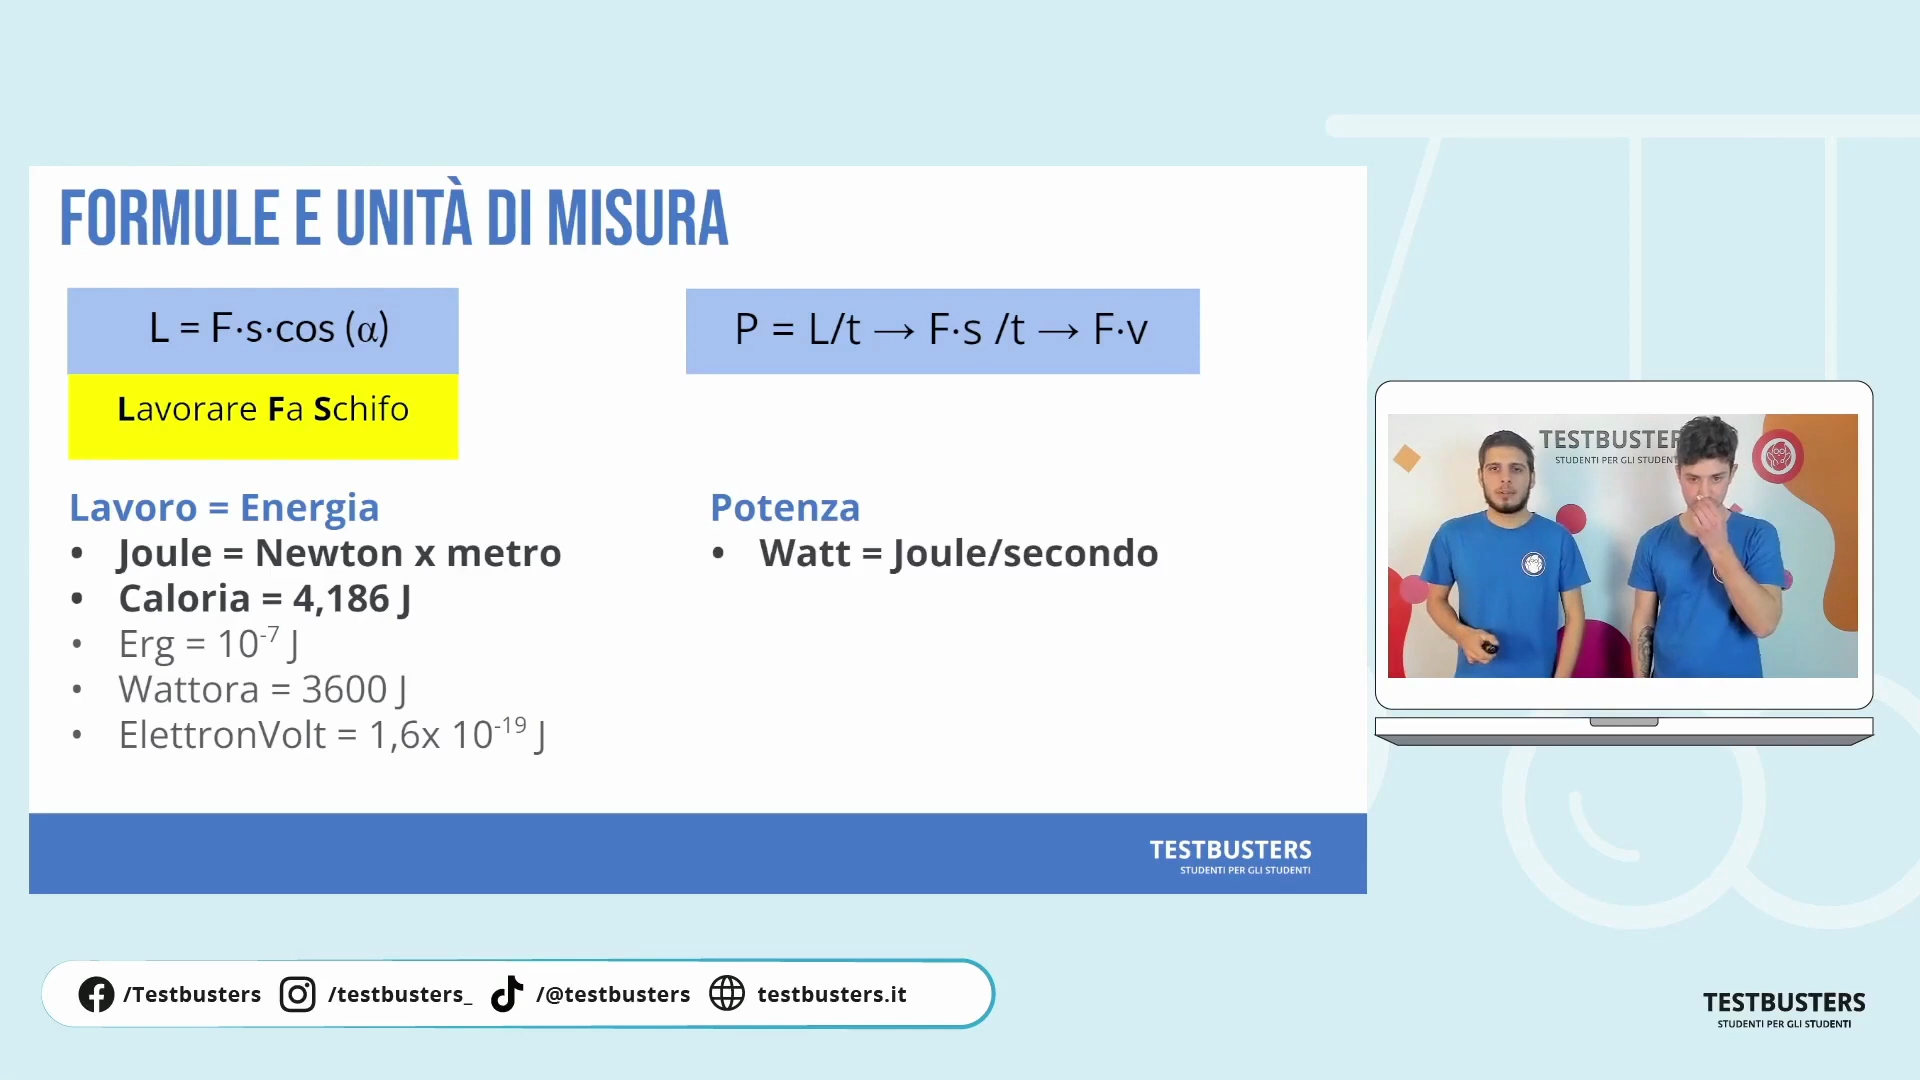 FORMULE E UNITÀ DI MISURA
L = F·s·cos (α)
Lavorare Fa Schifo
P = L/t → F·s /t → F·v
Lavoro = Energia
• Joule = Newton x metro
• Caloria = 4,186 J
• Erg = 10⁻⁷ J
• Wattora = 3600 J
• ElettronVolt = 1,6x 10⁻¹⁹ J
Potenza
• Watt = Joule/secondo
TESTBUSTERS
STUDENTI PER GLI STUDENTI
TESTBUSTER
STUDENTI PER GLI STUDENT
/Testbusters /testbusters_ /@testbusters testbusters.it
TESTBUSTERS
STUDENTI PER GLI STUDENTI